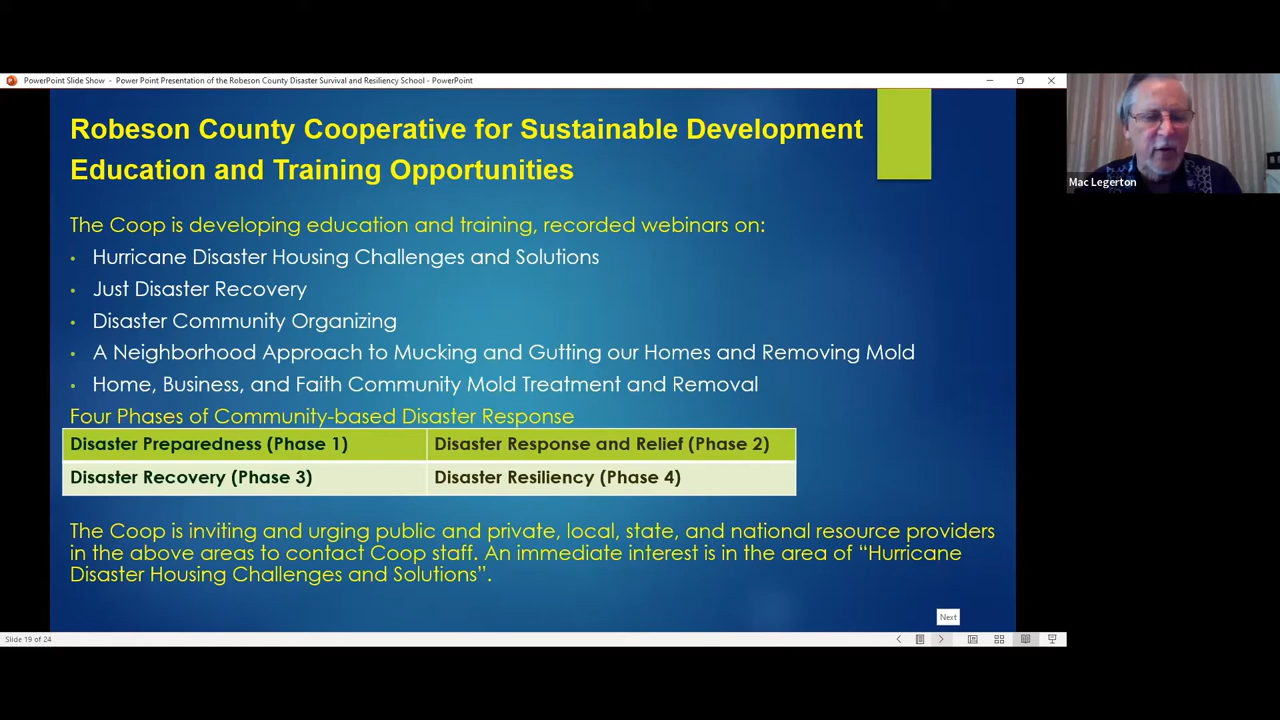 PowerPoint Slide Show - Power Point Presentation of the Robeson County Disaster Survival and Resiliency School - PowerPoint
Robeson County Cooperative for Sustainable Development
Education and Training Opportunities
Mac Legerton
The Coop is developing education and training, recorded webinars on:
• Hurricane Disaster Housing Challenges and Solutions
• Just Disaster Recovery
• Disaster Community Organizing
• A Neighborhood Approach to Mucking and Gutting our Homes and Removing Mold
• Home, Business, and Faith Community Mold Treatment and Removal
Four Phases of Community-based Disaster Response
Disaster Preparedness (Phase 1) Disaster Response and Relief (Phase 2)
Disaster Recovery (Phase 3) Disaster Resiliency (Phase 4)
The Coop is inviting and urging public and private, local, state, and national resource providers
in the above areas to contact Coop staff. An immediate interest is in the area of “Hurricane
Disaster Housing Challenges and Solutions”.
Next
Slide 19 of 24